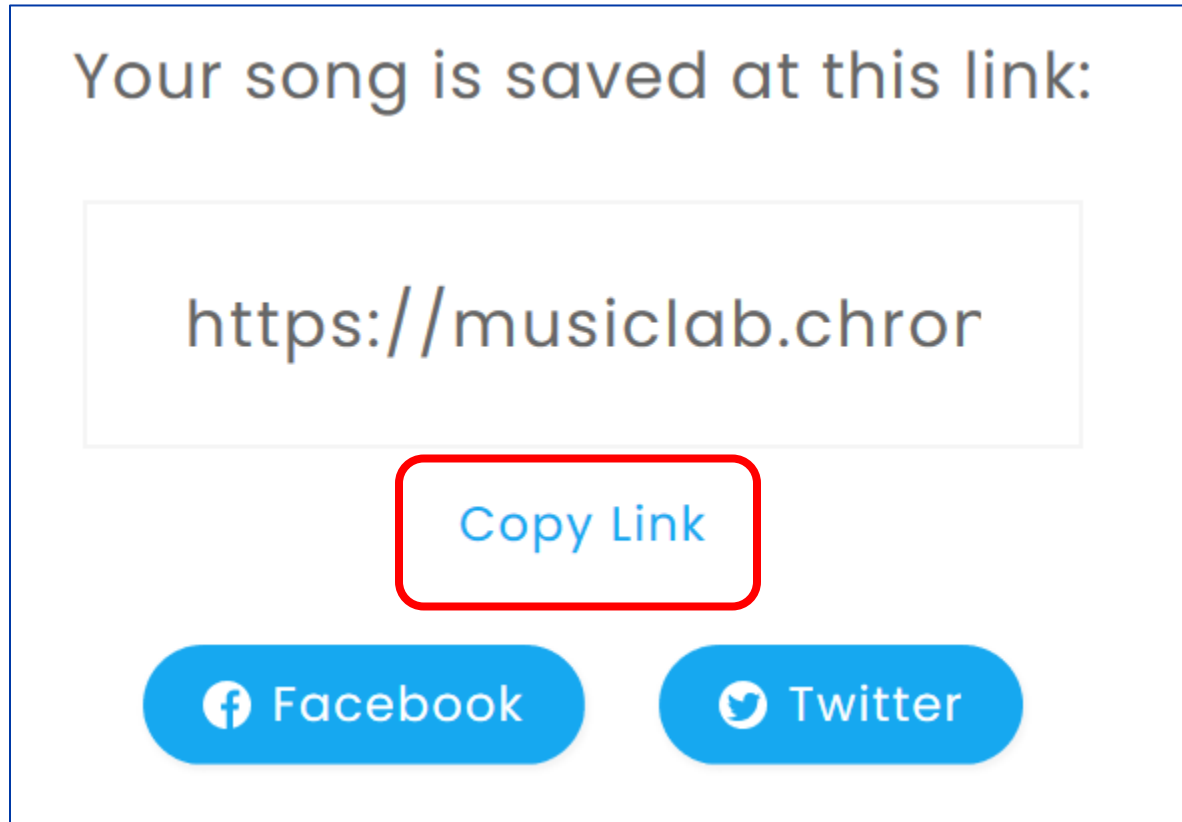 Your song is saved at this link:
https://musiclab.chror
Copy Link
Facebook
Twitter